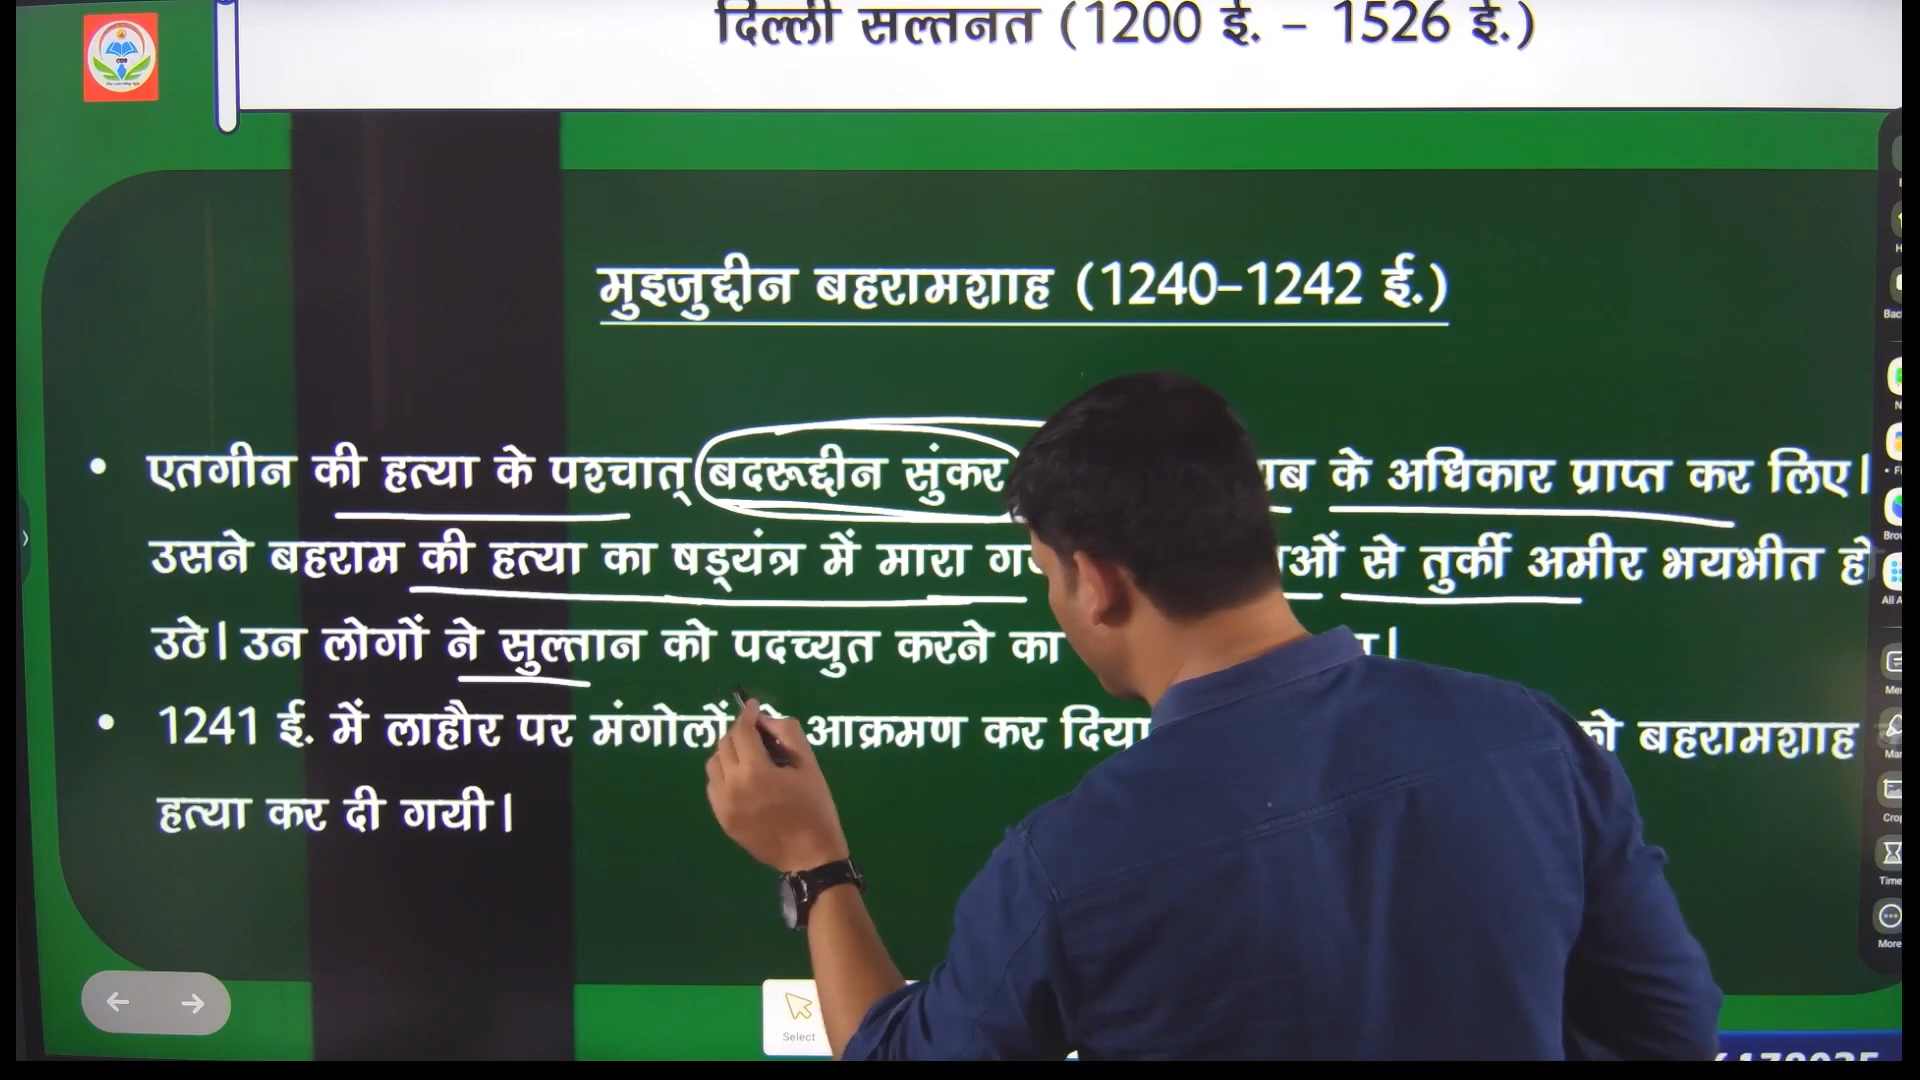 दिल्ली सल्तनत (1200 ई. – 1526 ई.)
मुइजुद्दीन बहरामशाह (1240–1242 ई.)
• एतगीन की हत्या के पश्चात् बदरूद्दीन सुंकर के अधिकार प्राप्त कर लिए।
उसने बहराम की हत्या का षड्यंत्र में मारा से तुर्की अमीर भयभीत हो
उठे। उन लोगों ने सुल्तान को पदच्युत करने का
• 1241 ई. में लाहौर पर मंगोलों आक्रमण कर दिया को बहरामशाह
हत्या कर दी गयी।
Select
More